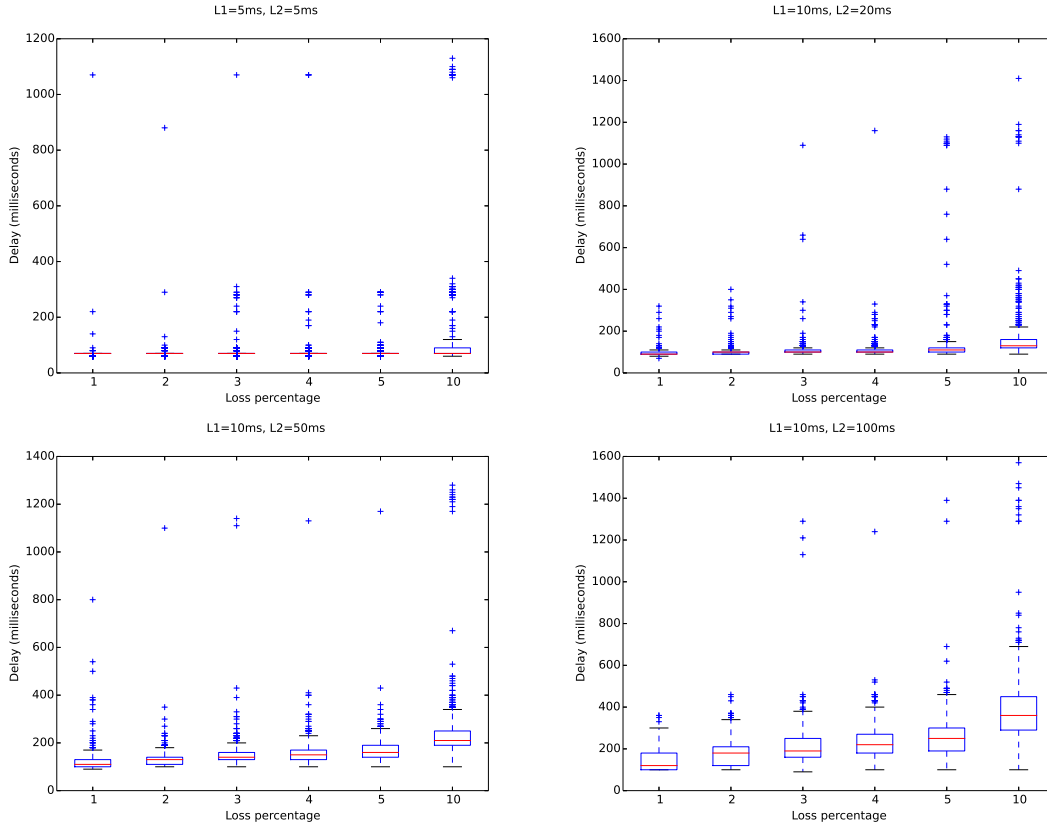 L1=5ms, L2=5ms
1200
1000
800
600
400
200
0
Delay (milliseconds)
1 2 3 4 5 10
Loss percentage
L1=10ms, L2=20ms
1600
1400
1200
1000
800
600
400
200
0
Delay (milliseconds)
1 2 3 4 5 10
Loss percentage
L1=10ms, L2=50ms
1400
1200
1000
800
600
400
200
0
Delay (milliseconds)
1 2 3 4 5 10
Loss percentage
L1=10ms, L2=100ms
1600
1400
1200
1000
800
600
400
200
0
Delay (milliseconds)
1 2 3 4 5 10
Loss percentage